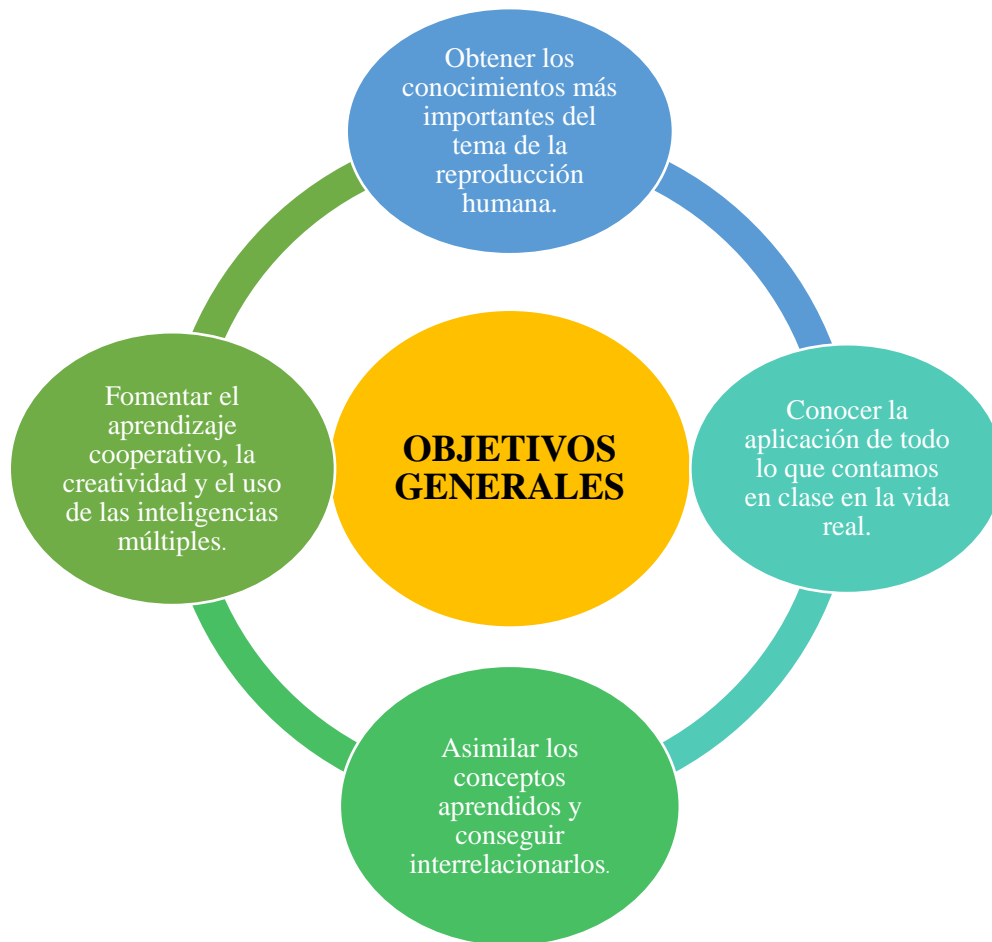 Obtener los
conocimientos más
importantes del
tema de la
reproducción
humana.
Fomentar el
aprendizaje
cooperativo, la
creatividad y el uso
de las inteligencias
múltiples.
OBJETIVOS
GENERALES
Conocer la
aplicación de todo
lo que contamos
en clase en la vida
real.
Asimilar los
conceptos
aprendidos y
conseguir
interrelacionarlos.